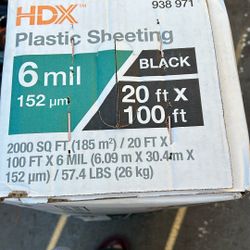 HDX™ 938 971
Plastic Sheeting
6 mil BLACK
152 µm 20 ft X
100 ft
2000 SQ FT (185 m²) / 20 FT X
100 FT X 6 MIL (6.09 m X 30.4 m X
152 µm) / 57.4 LBS (26 kg)